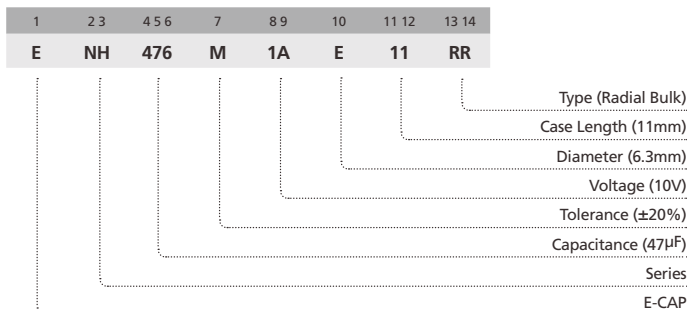 1 2 3 4 5 6 7 8 9 10 11 12 13 14
E NH 476 M 1A E 11 RR
Type (Radial Bulk)
Case Length (11mm)
Diameter (6.3mm)
Voltage (10V)
Tolerance (±20%)
Capacitance (47µF)
Series
E-CAP